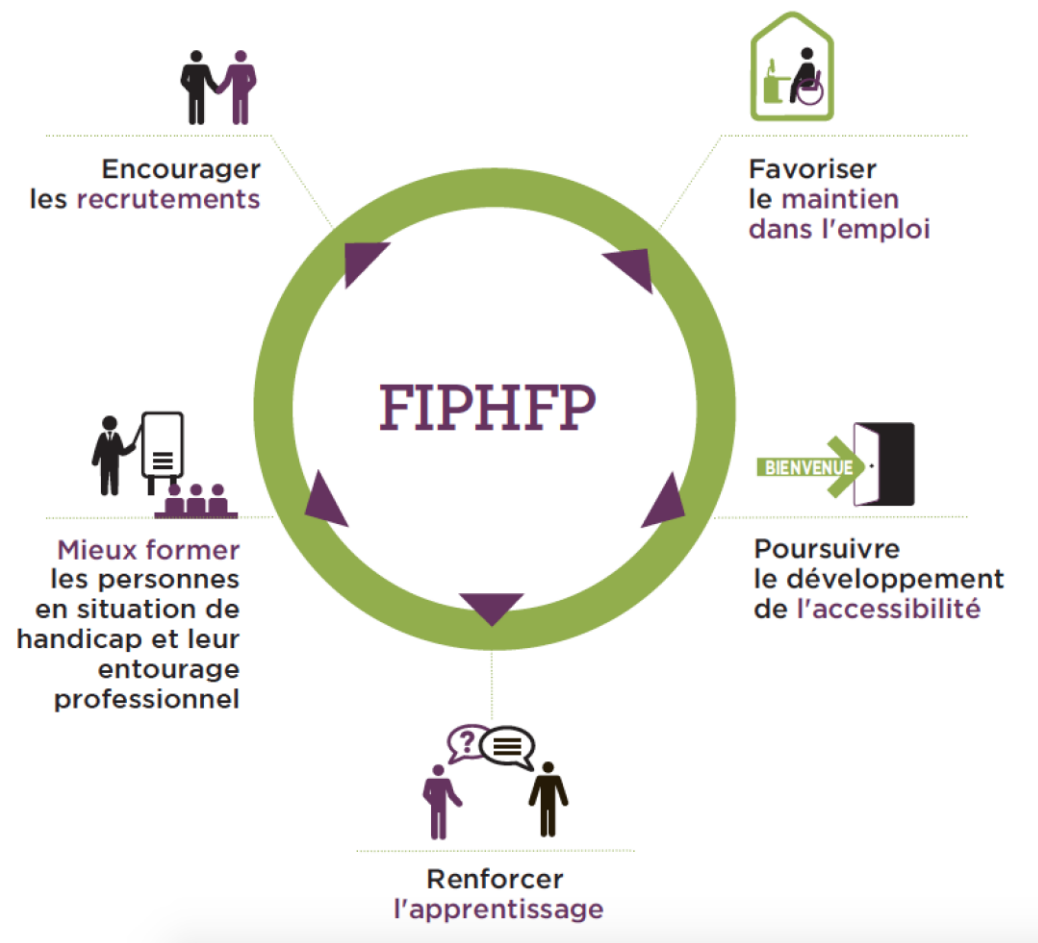 Encourager
les recrutements
Favoriser
le maintien
dans l'emploi
FIPHFP
BIENVENUE
Mieux former
les personnes
en situation de
handicap et leur
entourage
professionnel
Poursuivre
le développement
de l'accessibilité
?
Renforcer
l'apprentissage